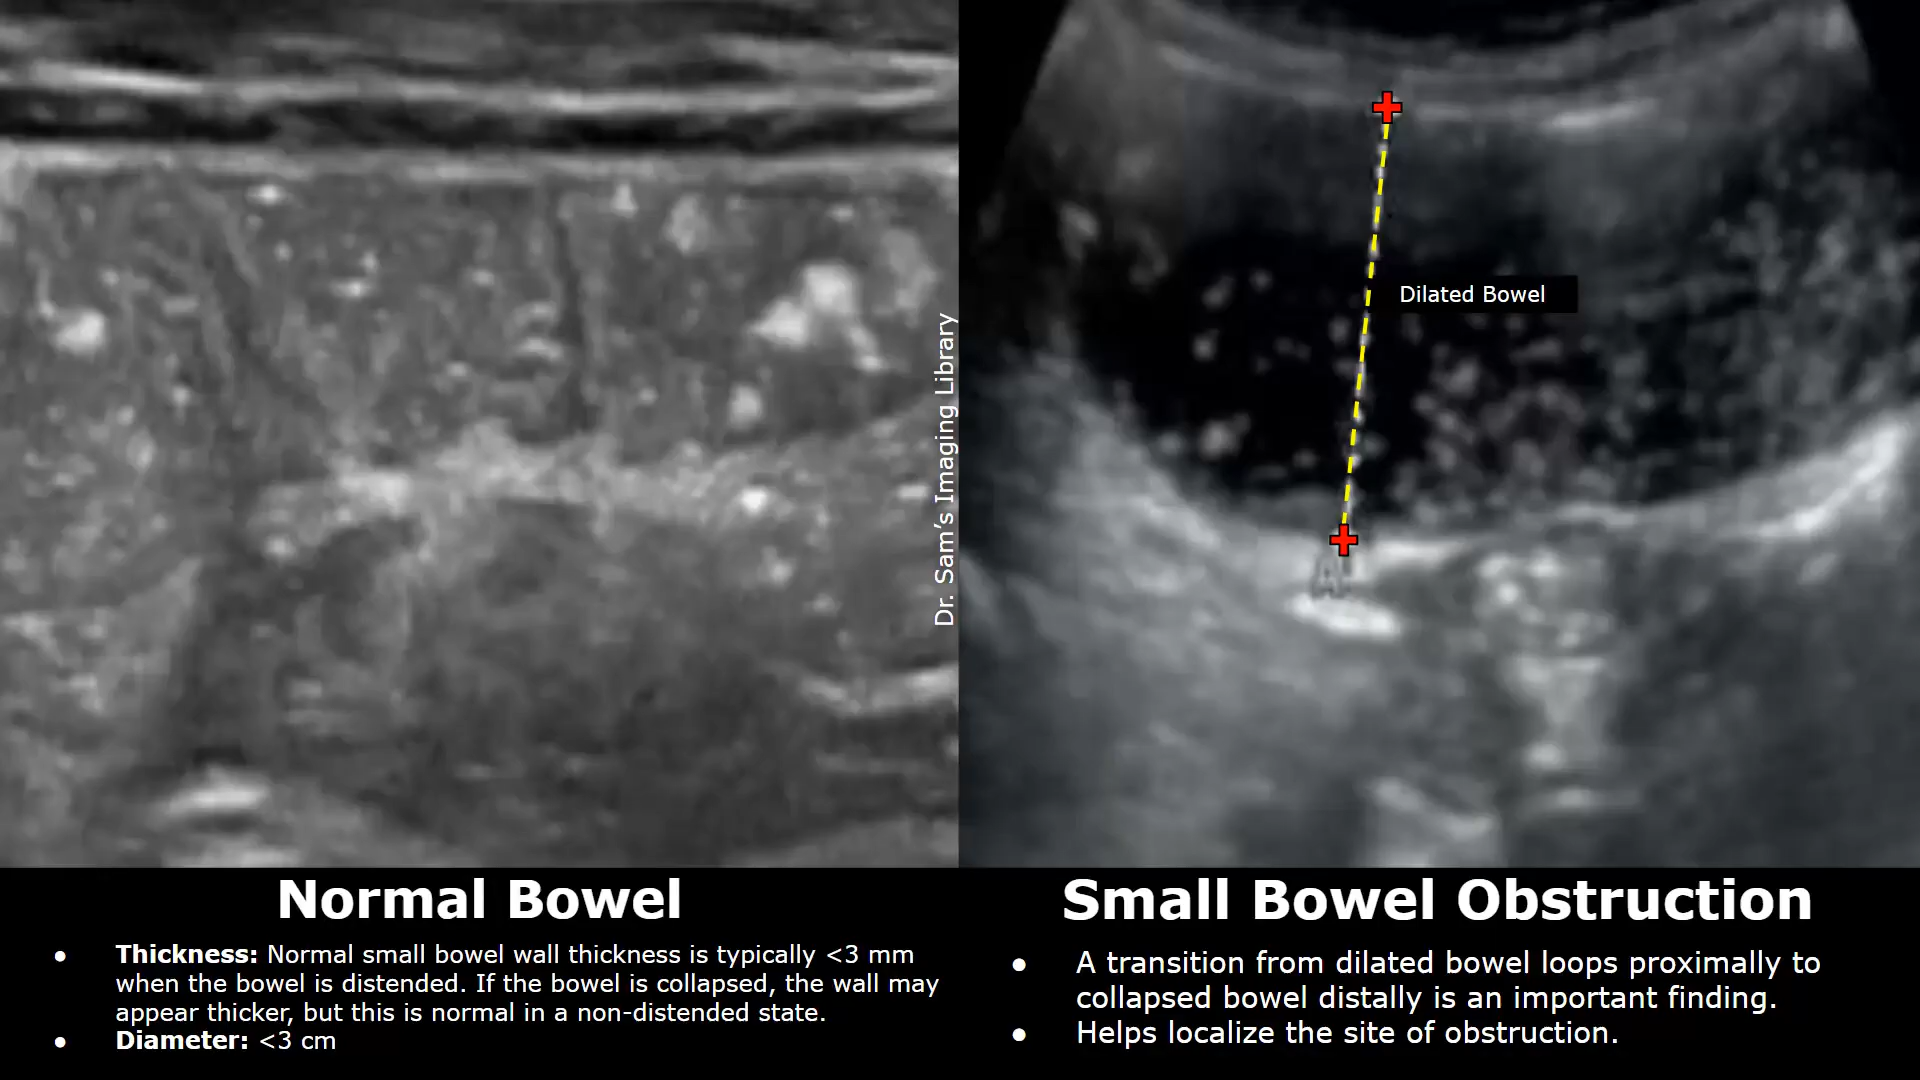 Dr. Sam’s Imaging Library
Dilated Bowel
Normal Bowel
● Thickness: Normal small bowel wall thickness is typically <3 mm
when the bowel is distended. If the bowel is collapsed, the wall may
appear thicker, but this is normal in a non-distended state.
● Diameter: <3 cm
Small Bowel Obstruction
● A transition from dilated bowel loops proximally to
collapsed bowel distally is an important finding.
● Helps localize the site of obstruction.